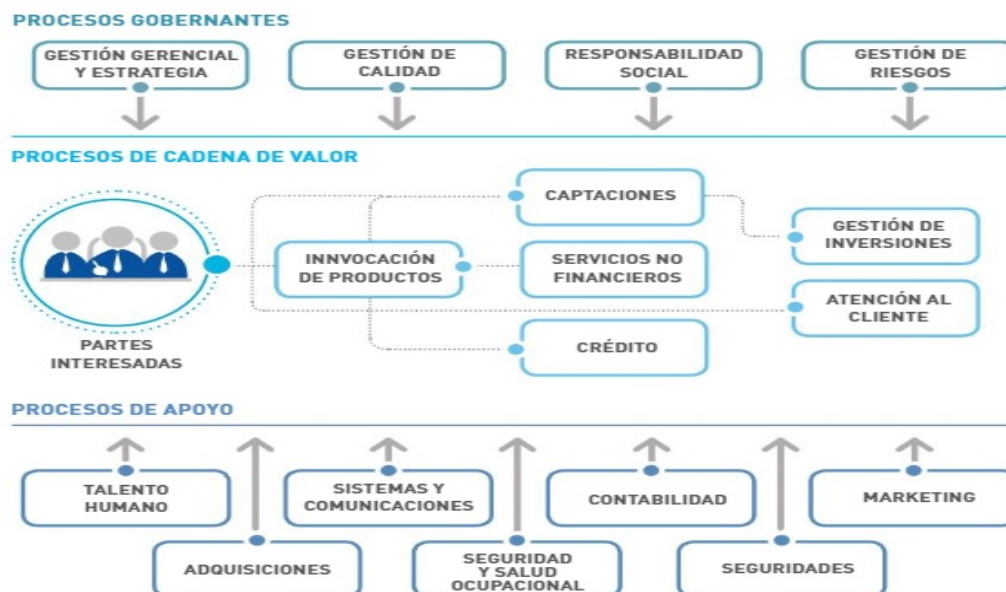 PROCESOS GOBERNANTES
GESTIÓN GERENCIAL
Y ESTRATEGIA
GESTIÓN DE
CALIDAD
RESPONSABILIDAD
SOCIAL
GESTIÓN DE
RIESGOS
PROCESOS DE CADENA DE VALOR
PARTES
INTERESADAS
INNVOCACIÓN
DE PRODUCTOS
CAPTACIONES
SERVICIOS NO
FINANCIEROS
CRÉDITO
GESTIÓN DE
INVERSIONES
ATENCIÓN AL
CLIENTE
PROCESOS DE APOYO
TALENTO
HUMANO
SISTEMAS Y
COMUNICACIONES
CONTABILIDAD
MARKETING
ADQUISICIONES
SEGURIDAD
Y SALUD
OCUPACIONAL
SEGURIDADES